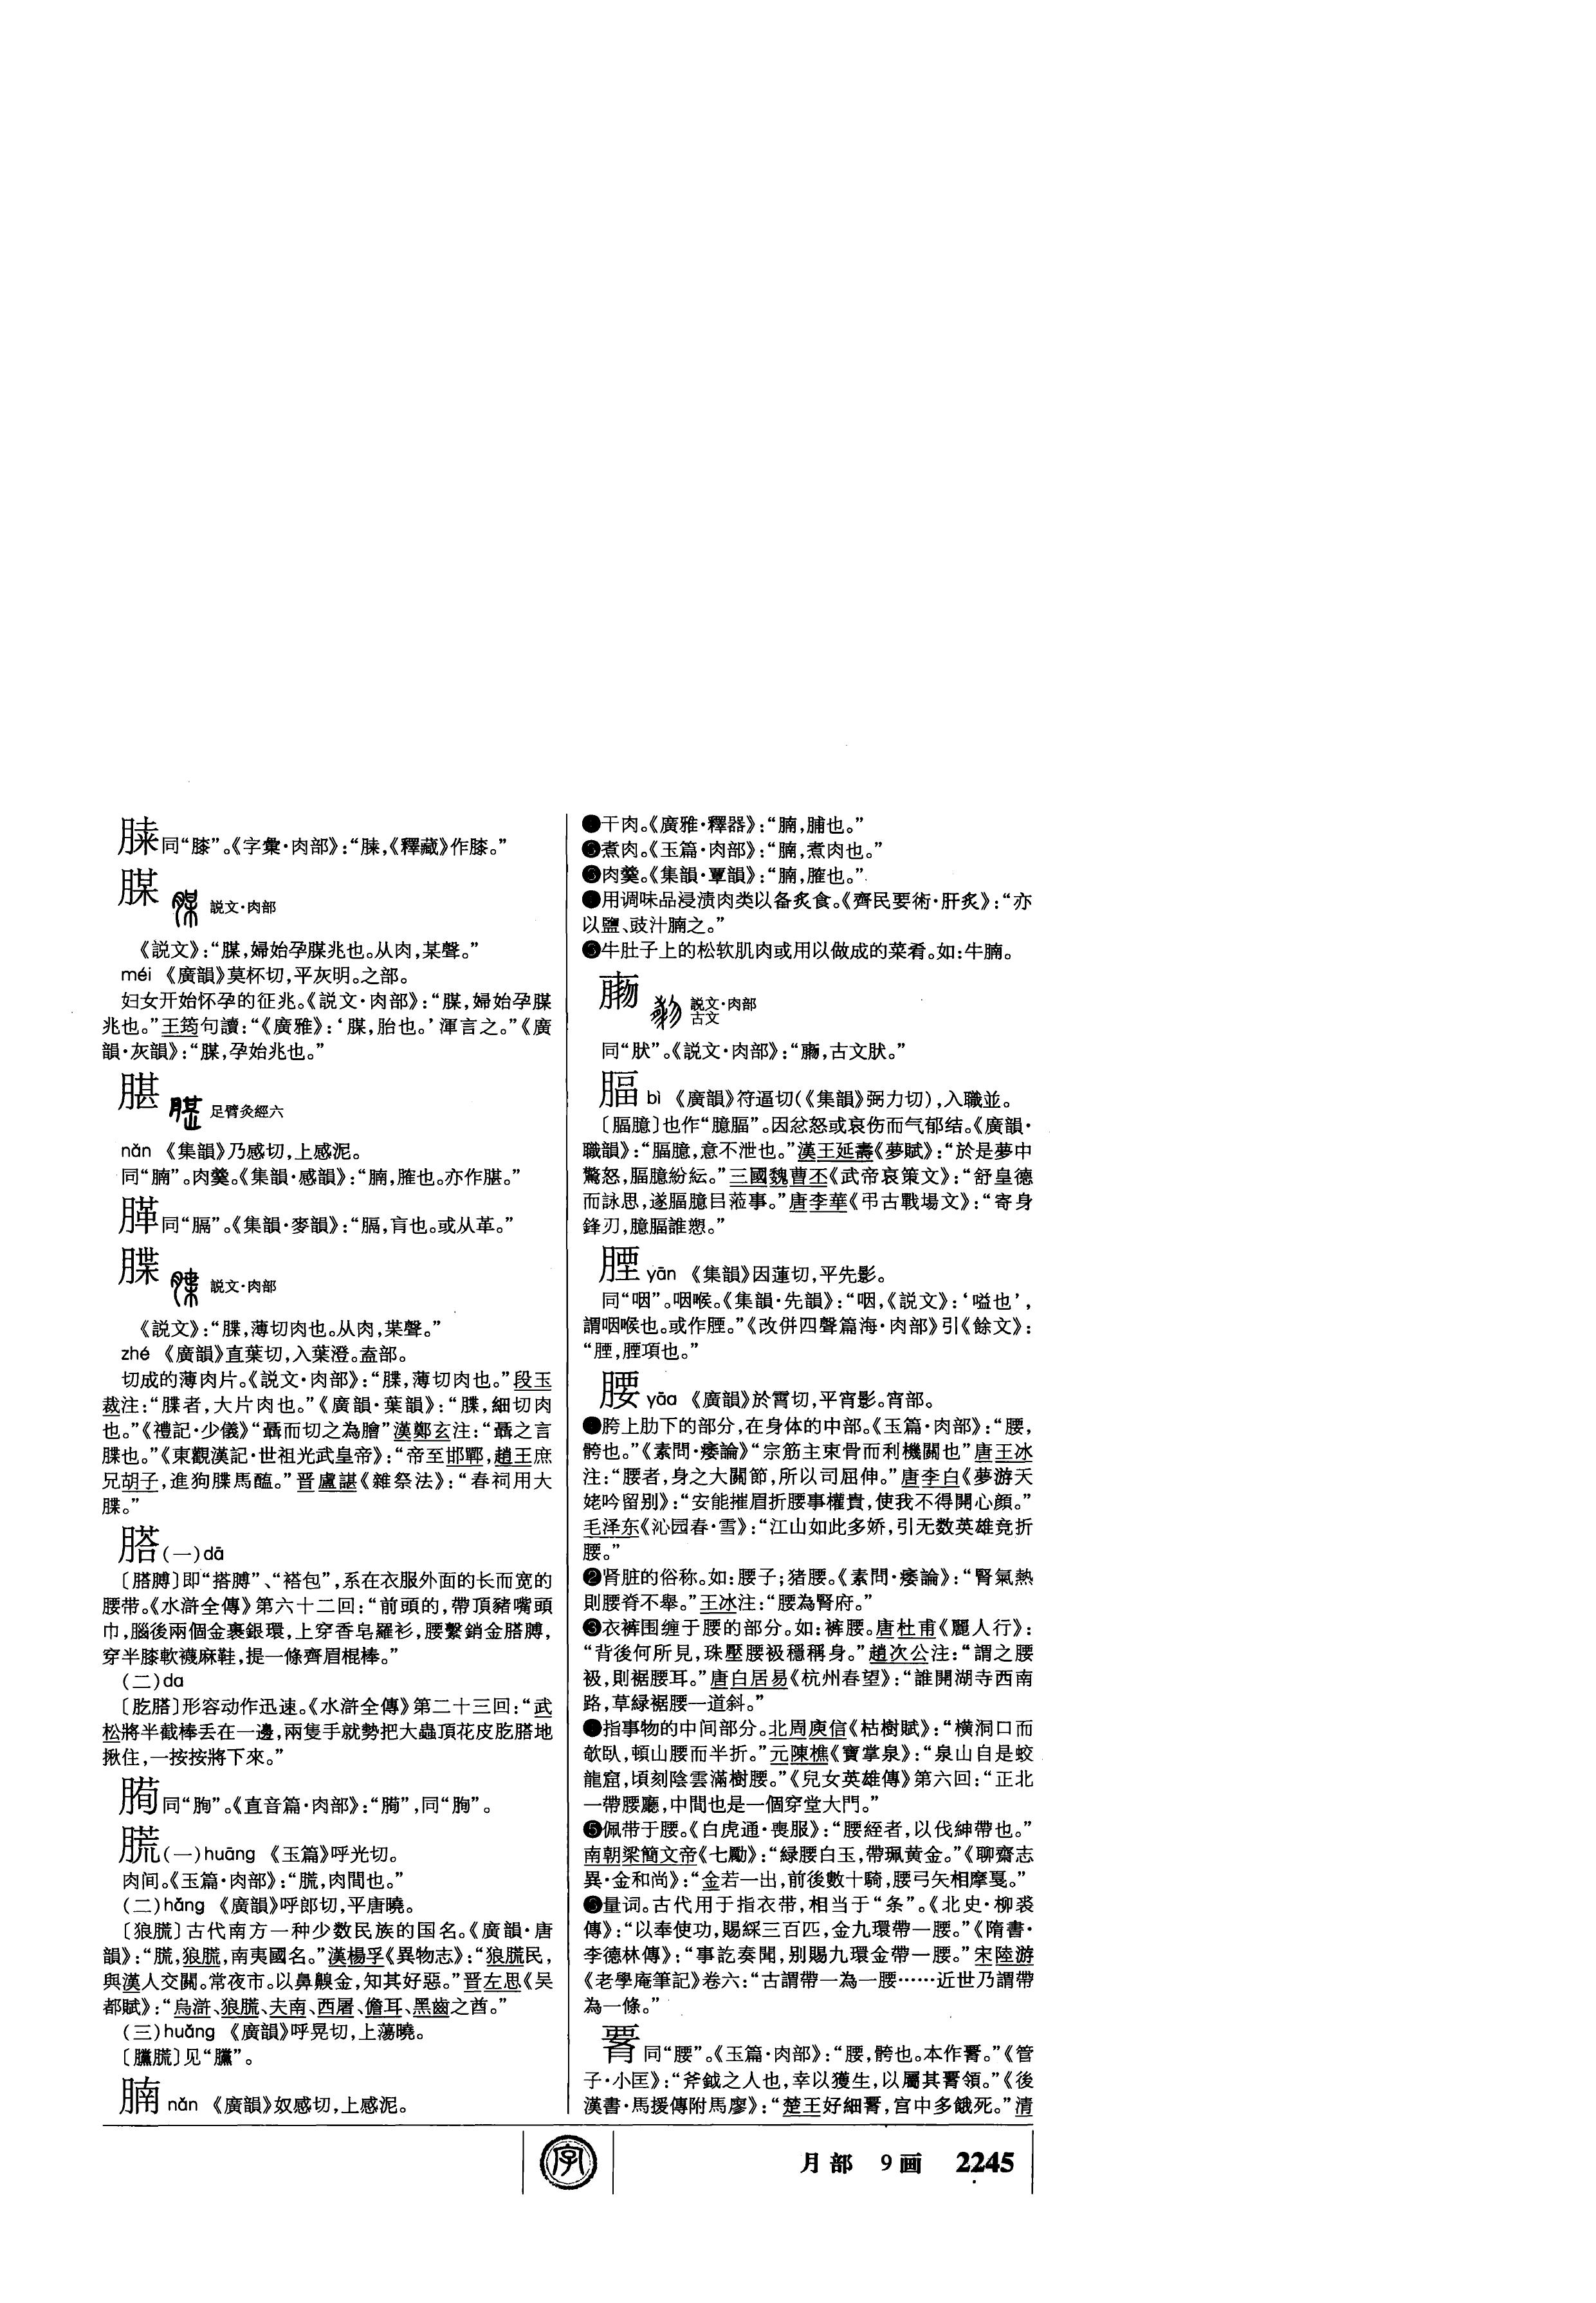 同“膝”。《字彙·肉部》：“䐑，《釋藏》作膝。”
腜
説文·肉部
《説文》：“腜，婦始孕腜兆也。从肉，某聲。”
méi 《廣韻》莫杯切，平灰明。之部。
妇女开始怀孕的征兆。《説文·肉部》：“腜，婦始孕腜
兆也。”王筠句讀：“《廣雅》：‘腜，胎也。’渾言之。”《廣
韻·灰韻》：“腜，孕始兆也。”
腊
足臂灸經六
nǎn 《集韻》乃感切，上感泥。
同“腩”。肉羹。《集韻·感韻》：“腩，臛也。亦作䐄。”
同“膈”。《集韻·麥韻》：“膈，肓也。或从革。”
腜
説文·肉部
《説文》：“牒，薄切肉也。从肉，枼聲。”
zhé 《廣韻》直葉切，入葉澄。盍部。
切成的薄肉片。《説文·肉部》：“䐑，薄切肉也。”段玉
裁注：“䐑者，大片肉也。”《廣韻·葉韻》：“䐑，細切肉
也。”《禮記·少儀》“聶而切之為膾”漢鄭玄注：“聶之言
䐑也。”《東觀漢記·世祖光武皇帝》：“帝至邯鄲，趙王庶
兄胡子，進狗䐑馬醢。”晋盧諶《雜祭法》：“春祠用大
䐑。”
䐛(一)dā
〔䐛膊〕即“搭膊”、“褡包”，系在衣服外面的长而宽的
腰带。《水滸全傳》第六十二回：“前頭的，帶頂豬嘴頭
巾，腦後兩個金裹銀環，上穿香皂羅衫，腰繫銷金䐛膊，
穿半膝軟襪麻鞋，提一條齊眉棍棒。”
(二)da
〔肐䐛〕形容动作迅速。《水滸全傳》第二十三回：“武
松將半截棒丢在一邊，兩隻手就勢把大蟲頂花皮肐䐛地
揪住，一按按將下來。”
同“胊”。《直音篇·肉部》：同“胊”。
䐠(一)huāng 《玉篇》呼光切。
肉间。《玉篇·肉部》：“䐠，肉間也。”
(二)hāng 《廣韻》呼郎切，平唐曉。
〔狼䐠〕古代南方一种少数民族的国名。《廣韻·唐
韻》：“䐠，狼䐠，南夷國名。”漢楊孚《異物志》：“狼䐠民，
與漢人交關。常夜市。以鼻齅金，知其好惡。”晋左思《吴
都賦》：“烏滸、狼䐠、夫南、西屠、儋耳、黑齒之酋。”
(三)huǎng 《廣韻》呼晃切，上蕩曉。
〔臟䐠〕见“臟”。
腩 nǎn 《廣韻》奴感切，上感泥。
❶干肉。《廣雅·釋器》：“腩，脯也。”
❷煮肉。《玉篇·肉部》：“腩，煮肉也。”
❸肉羹。《集韻·覃韻》：“腩，臛也。”
❹用调味品浸渍肉类以备炙食。《齊民要術·肝炙》：“亦
以鹽、豉汁腩之。”
❺牛肚子上的松软肌肉或用以做成的菜肴。如：牛腩。
説文·肉部
古文
同“肰”。《説文·肉部》：古文肰。”
腷 bì 《廣韻》符逼切(《集韻》弼力切)，入職並。
〔腷臆〕也作“臆腷”。因忿怒或哀伤而气郁结。《廣韻·
職韻》：“腷臆，意不泄也。”漢王延壽《夢賦》：“於是夢中
驚怒，腷臆紛紜。”三國魏曹丕《武帝哀策文》：“舒皇德
而詠思，遂腷臆㠯蒞事。”唐李華《弔古戰場文》：“寄身
鋒刃，腷臆誰愬。”
腰 yān 《集韻》因蓮切，平先影。
同“咽”。咽喉。《集韻·先韻》：“咽，《説文》：‘嗌也’，
謂咽喉也。或作𦞁。”《改併四聲篇海·肉部》引《餘文》：
“𦞁，𦞁項也。”
腰 yāo 《廣韻》於霄切，平宵影。宵部。
❶胯上肋下的部分，在身体的中部。《玉篇·肉部》：“腰，
骻也。”《素問·痿論》“宗筋主束骨而利機關也”唐王冰
注：“腰者，身之大關節，所以司屈伸。”唐李白《夢游天
姥吟留别》：“安能摧眉折腰事權貴，使我不得開心顔。”
毛泽东《沁园春·雪》：“江山如此多娇，引无数英雄竞折
腰。”
❷肾脏的俗称。如：腰子；猪腰。《素問·痿論》：“腎氣熱
則腰脊不舉。”王冰注：“腰為腎府。”
❸衣裤围缠于腰的部分。如：裤腰。唐杜甫《麗人行》：
“背後何所見，珠壓腰衱穩稱身。”趙次公注：“謂之腰
衱，則裾腰耳。”唐白居易《杭州春望》：“誰開湖寺西南
路，草緑裾腰一道斜。”
❹指事物的中间部分。北周庾信《枯樹賦》：“横洞口而
欹卧，頓山腰而半折。”元陳樵《寶掌泉》：“泉山自是蛟
龍窟，頃刻陰雲滿樹腰。”《兒女英雄傳》第六回：“正北
一帶腰廳，中間也是一個穿堂大門。”
❺佩带于腰。《白虎通·喪服》：“腰絰者，以代紳帶也。”
南朝梁簡文帝《七勵》：“緑腰白玉，帶珮黄金。”《聊齋志
異·金和尚》：“金若一出，前後數十騎，腰弓矢相摩戛。”
❻量词。古代用于指衣带，相当于“条”。《北史·柳裘
傳》：“以奉使功，賜綵三百匹，金九環帶一腰。”《隋書·
李德林傳》：“事訖奏聞，别賜九環金帶一腰。”宋陸游
《老學庵筆記》卷六：“古謂帶一為一腰……近世乃謂帶
為一條。”
同“腰”。《玉篇·肉部》：“腰，骻也。本作䙅。”《管
子·小匡》：“斧鉞之人也，幸以獲生，以屬其䙅領。”《後
漢書·馬援傳附馬廖》：“楚王好細䙅，宫中多餓死。”清
字
月部 9画 2245